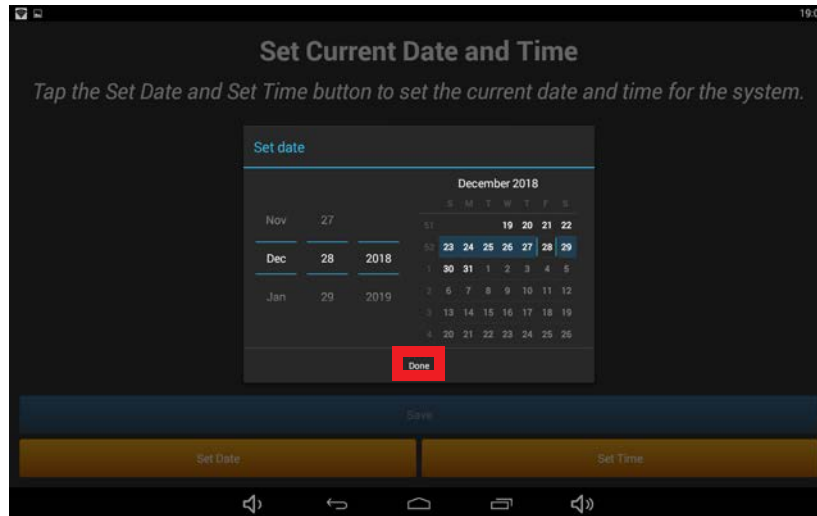 19:0
Set Current Date and Time
Tap the Set Date and Set Time button to set the current date and time for the system.
Set date
December 2018
S M T W T F S
Nov 27
51 19 20 21 22
52 23 24 25 26 27 28 29
Dec 28 2018
1 30 31 1 2 3 4 5
2 6 7 8 9 10 11 12
Jan 29 2019
3 13 14 15 16 17 18 19
4 20 21 22 23 24 25 26
Done
Save
Set Date Set Time